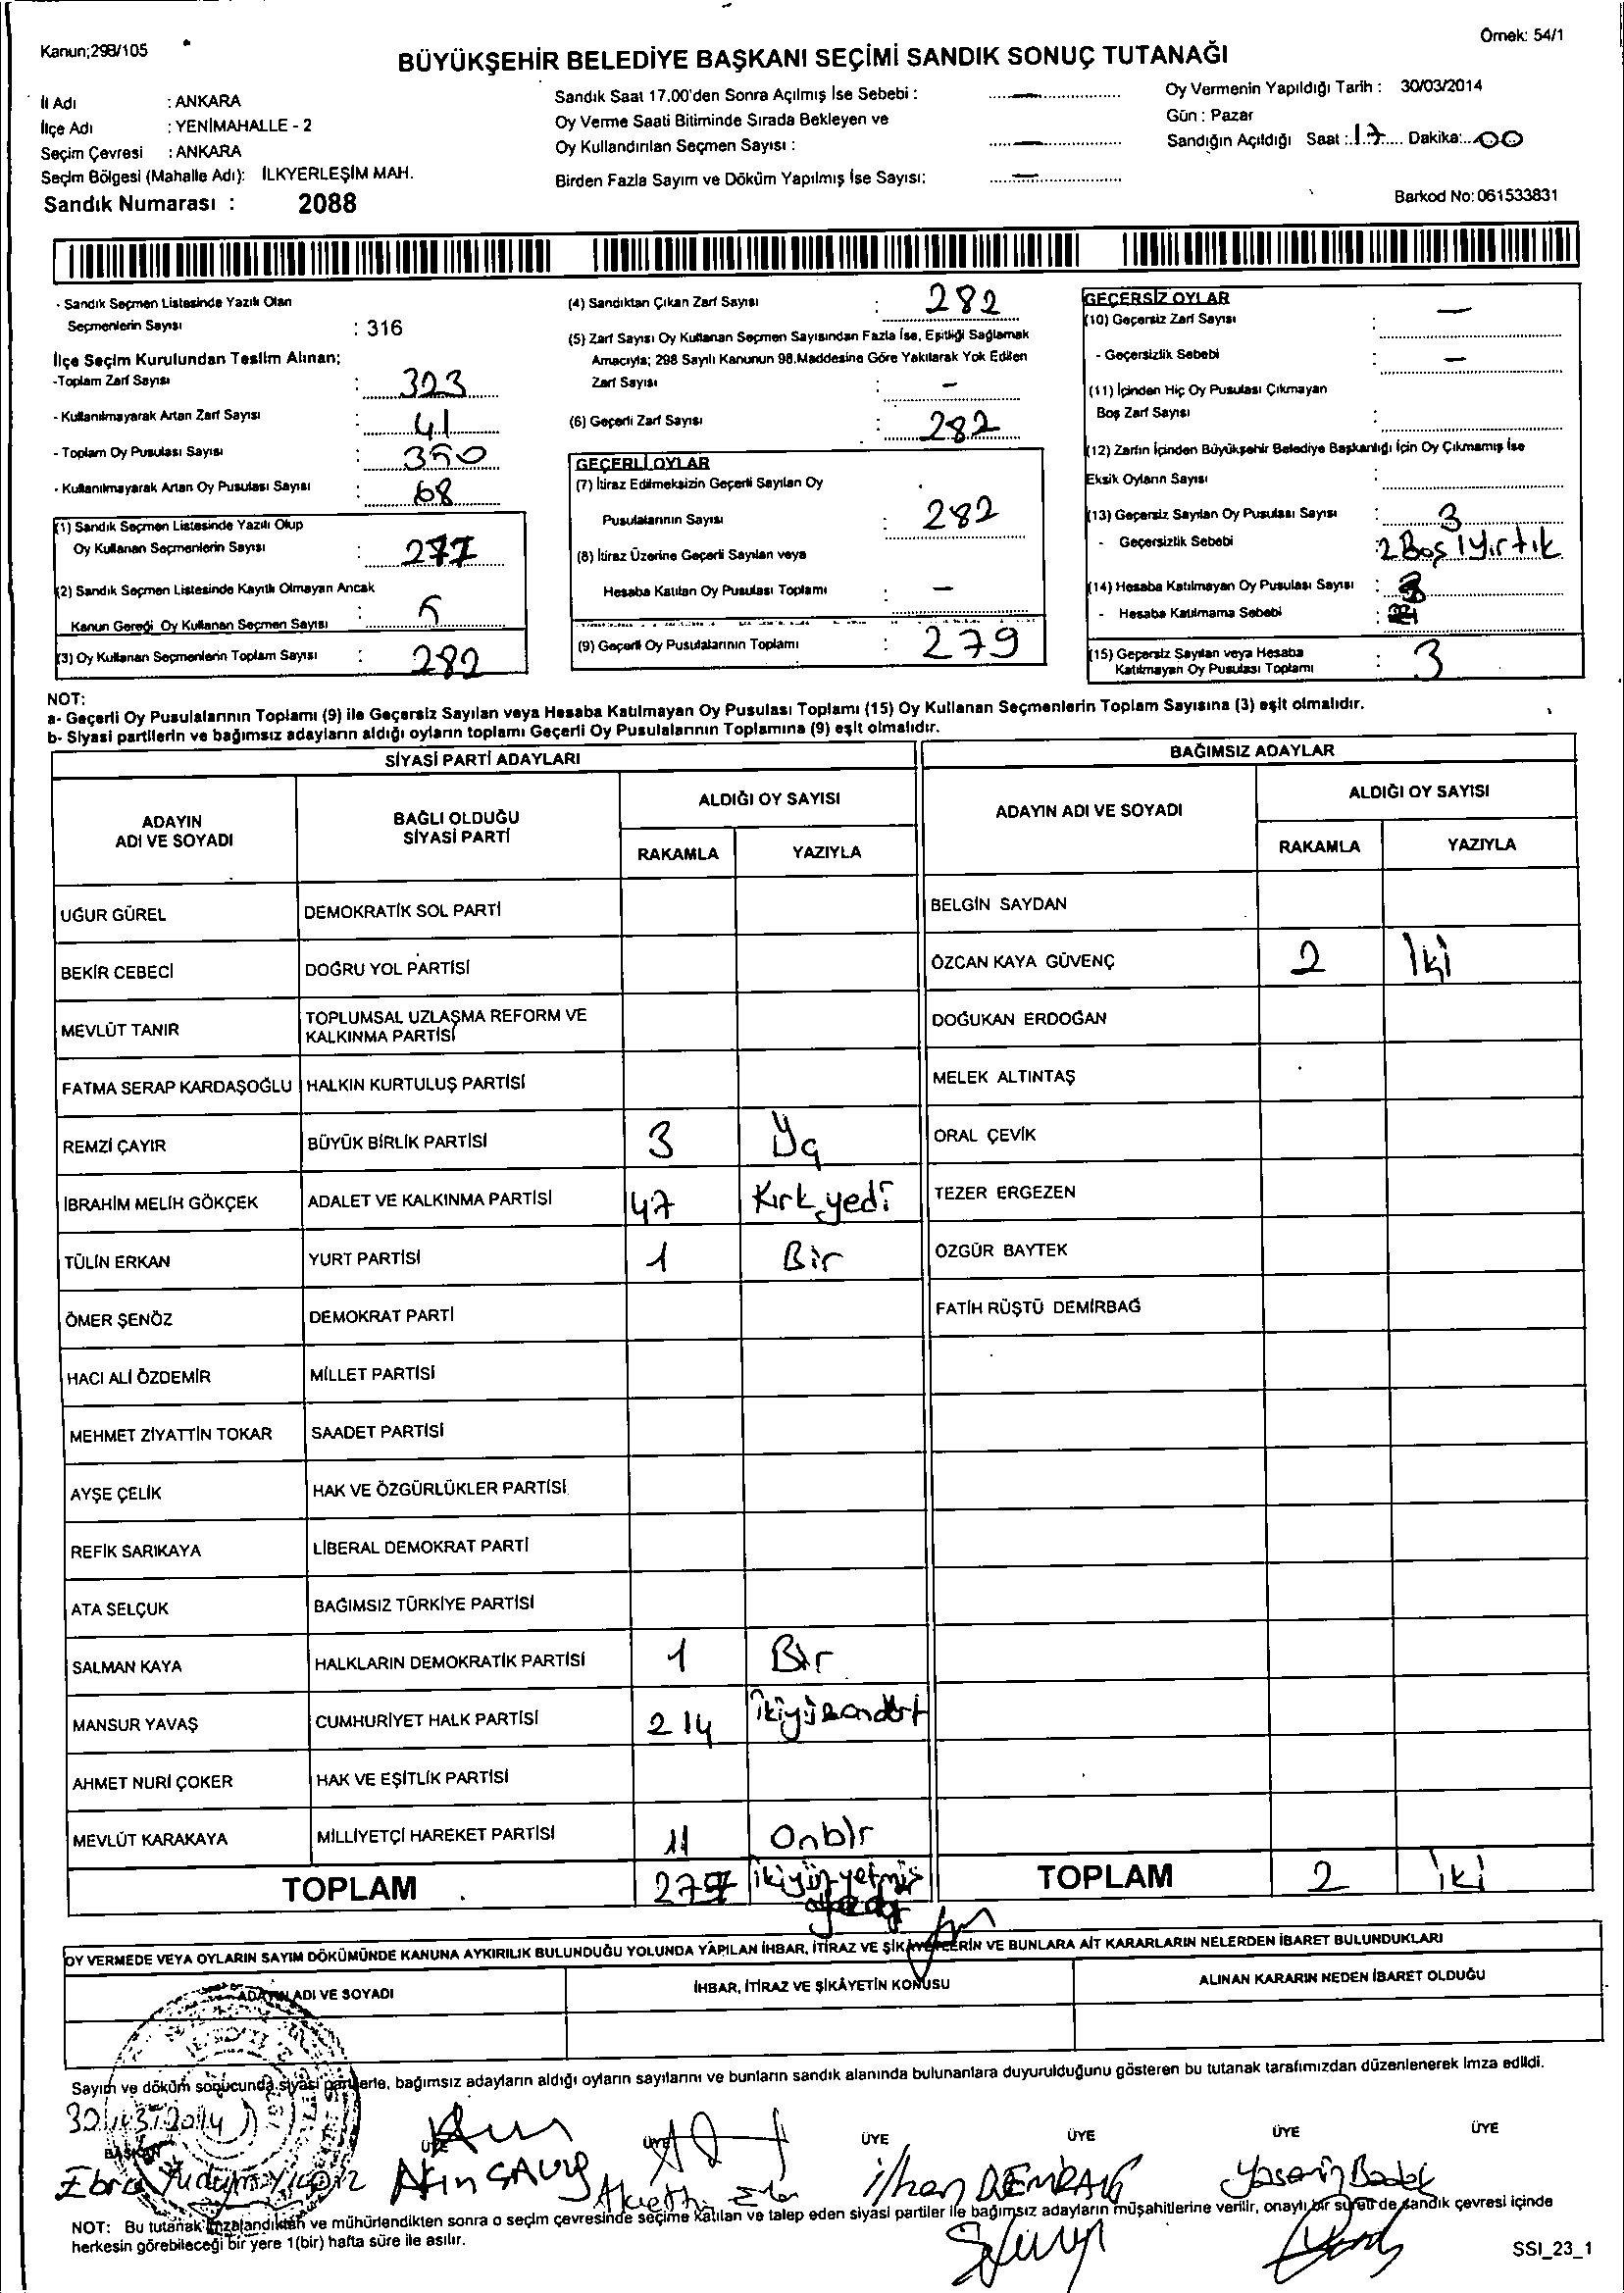 Kanun;298/105
Örnek: 54/1
BÜYÜKŞEHİR BELEDİYE BAŞKANI SEÇİMİ SANDIK SONUÇ TUTANAĞI
İl Adı : ANKARA
İlçe Adı : YENİMAHALLE - 2
Seçim Çevresi : ANKARA
Seçim Bölgesi (Mahalle Adı): İLKYERLEŞİM MAH.
Sandık Numarası : 2088
Sandık Saat 17.00'den Sonra Açılmış İse Sebebi : —
Oy Verme Saati Bitiminde Sırada Bekleyen ve
Oy Kullandırılan Seçmen Sayısı : —
Birden Fazla Sayım ve Döküm Yapılmış İse Sayısı: —
Oy Vermenin Yapıldığı Tarih : 30/03/2014
Gün : Pazar
Sandığın Açıldığı Saat : 17 Dakika: 00
Barkod No: 061533831
- Sandık Seçmen Listesinde Yazılı Olan
Seçmenlerin Sayısı : 316
İlçe Seçim Kurulundan Teslim Alınan;
-Toplam Zarf Sayısı : 323
- Kullanılmayarak Artan Zarf Sayısı : 41
- Toplam Oy Pusulası Sayısı : 350
- Kullanılmayarak Artan Oy Pusulası Sayısı : 68
(1) Sandık Seçmen Listesinde Yazılı Olup
Oy Kullanan Seçmenlerin Sayısı : 277
(2) Sandık Seçmen Listesinde Kayıtlı Olmayan Ancak
Kanun Gereği Oy Kullanan Seçmen Sayısı : 5
(3) Oy Kullanan Seçmenlerin Toplam Sayısı : 282
(4) Sandıktan Çıkan Zarf Sayısı : 282
(5) Zarf Sayısı Oy Kullanan Seçmen Sayısından Fazla İse, Eşitliği Sağlamak
Amacıyla; 298 Sayılı Kanunun 98.Maddesine Göre Yakılarak Yok Edilen
Zarf Sayısı : —
(6) Geçerli Zarf Sayısı : 282
GEÇERLİ OYLAR
(7) İtiraz Edilmeksizin Geçerli Sayılan Oy
Pusulalarının Sayısı : 282
(8) İtiraz Üzerine Geçerli Sayılan veya
Hesaba Katılan Oy Pusulası Toplamı : —
(9) Geçerli Oy Pusulalarının Toplamı : 279
GEÇERSİZ OYLAR
(10) Geçersiz Zarf Sayısı : —
- Geçersizlik Sebebi : —
(11) İçinden Hiç Oy Pusulası Çıkmayan
Boş Zarf Sayısı :
(12) Zarfın İçinden Büyükşehir Belediye Başkanlığı İçin Oy Çıkmamış İse
Eksik Oyların Sayısı :
(13) Geçersiz Sayılan Oy Pusulası Sayısı : 3
- Geçersizlik Sebebi : 2 Boş 1 Yırtık
(14) Hesaba Katılmayan Oy Pusulası Sayısı :
- Hesaba Katılmama Sebebi :
(15) Geçersiz Sayılan veya Hesaba
Katılmayan Oy Pusulası Toplamı : 3
NOT:
a- Geçerli Oy Pusulalarının Toplamı (9) ile Geçersiz Sayılan veya Hesaba Katılmayan Oy Pusulası Toplamı (15) Oy Kullanan Seçmenlerin Toplam Sayısına (3) eşit olmalıdır.
b- Siyasi partilerin ve bağımsız adayların aldığı oyların toplamı Geçerli Oy Pusulalarının Toplamına (9) eşit olmalıdır.
SİYASİ PARTİ ADAYLARI
ADAYIN ADI VE SOYADI
BAĞLI OLDUĞU SİYASİ PARTİ
ALDIĞI OY SAYISI
RAKAMLA YAZIYLA
UĞUR GÜREL DEMOKRATİK SOL PARTİ
BEKİR CEBECİ DOĞRU YOL PARTİSİ
MEVLÜT TANIR TOPLUMSAL UZLAŞMA REFORM VE KALKINMA PARTİSİ
FATMA SERAP KARDAŞOĞLU HALKIN KURTULUŞ PARTİSİ
REMZİ ÇAYIR BÜYÜK BİRLİK PARTİSİ 3 Üç
İBRAHİM MELİH GÖKÇEK ADALET VE KALKINMA PARTİSİ 47 Kırk yedi
TÜLİN ERKAN YURT PARTİSİ 1 Bir
ÖMER ŞENÖZ DEMOKRAT PARTİ
HACI ALİ ÖZDEMİR MİLLET PARTİSİ
MEHMET ZİYATTİN TOKAR SAADET PARTİSİ
AYŞE ÇELİK HAK VE ÖZGÜRLÜKLER PARTİSİ
REFİK SARIKAYA LİBERAL DEMOKRAT PARTİ
ATA SELÇUK BAĞIMSIZ TÜRKİYE PARTİSİ
SALMAN KAYA HALKLARIN DEMOKRATİK PARTİSİ 1 Bir
MANSUR YAVAŞ CUMHURİYET HALK PARTİSİ 214 ikiyüzondört
AHMET NURİ ÇOKER HAK VE EŞİTLİK PARTİSİ
MEVLÜT KARAKAYA MİLLİYETÇİ HAREKET PARTİSİ 11 Onbir
TOPLAM 277 ikiyüzyetmiş
BAĞIMSIZ ADAYLAR
ADAYIN ADI VE SOYADI
ALDIĞI OY SAYISI
RAKAMLA YAZIYLA
BELGİN SAYDAN
ÖZCAN KAYA GÜVENÇ 2 İki
DOĞUKAN ERDOĞAN
MELEK ALTINTAŞ
ORAL ÇEVİK
TEZER ERGEZEN
ÖZGÜR BAYTEK
FATİH RÜŞTÜ DEMİRBAĞ
TOPLAM 2 iki
OY VERMEDE VEYA OYLARIN SAYIM DÖKÜMÜNDE KANUNA AYKIRILIK BULUNDUĞU YOLUNDA YAPILAN İHBAR, İTİRAZ VE ŞİKAYETLERİN VE BUNLARA AİT KARARLARIN NELERDEN İBARET BULUNDUKLARI
ADAYIN ADI VE SOYADI
İHBAR, İTİRAZ VE ŞİKÂYETİN KONUSU
ALINAN KARARIN NEDEN İBARET OLDUĞU
Sayım ve döküm sonucunda siyasi partilerle, bağımsız adayların aldığı oyların sayılarını ve bunların sandık alanında bulunanlara duyurulduğunu gösteren bu tutanak tarafımızdan düzenlenerek imza edildi.
30/03/2014
BAŞKAN ÜYE ÜYE ÜYE ÜYE ÜYE ÜYE
Ebru Akın İlhan
NOT: Bu tutanak imzalandıktan ve mühürlendikten sonra o seçim çevresinde seçime katılan ve talep eden siyasi partiler ile bağımsız adayların müşahitlerine verilir, onaylı bir sureti de sandık çevresi içinde
herkesin görebileceği bir yere 1(bir) hafta süre ile asılır.
SSI_23_1